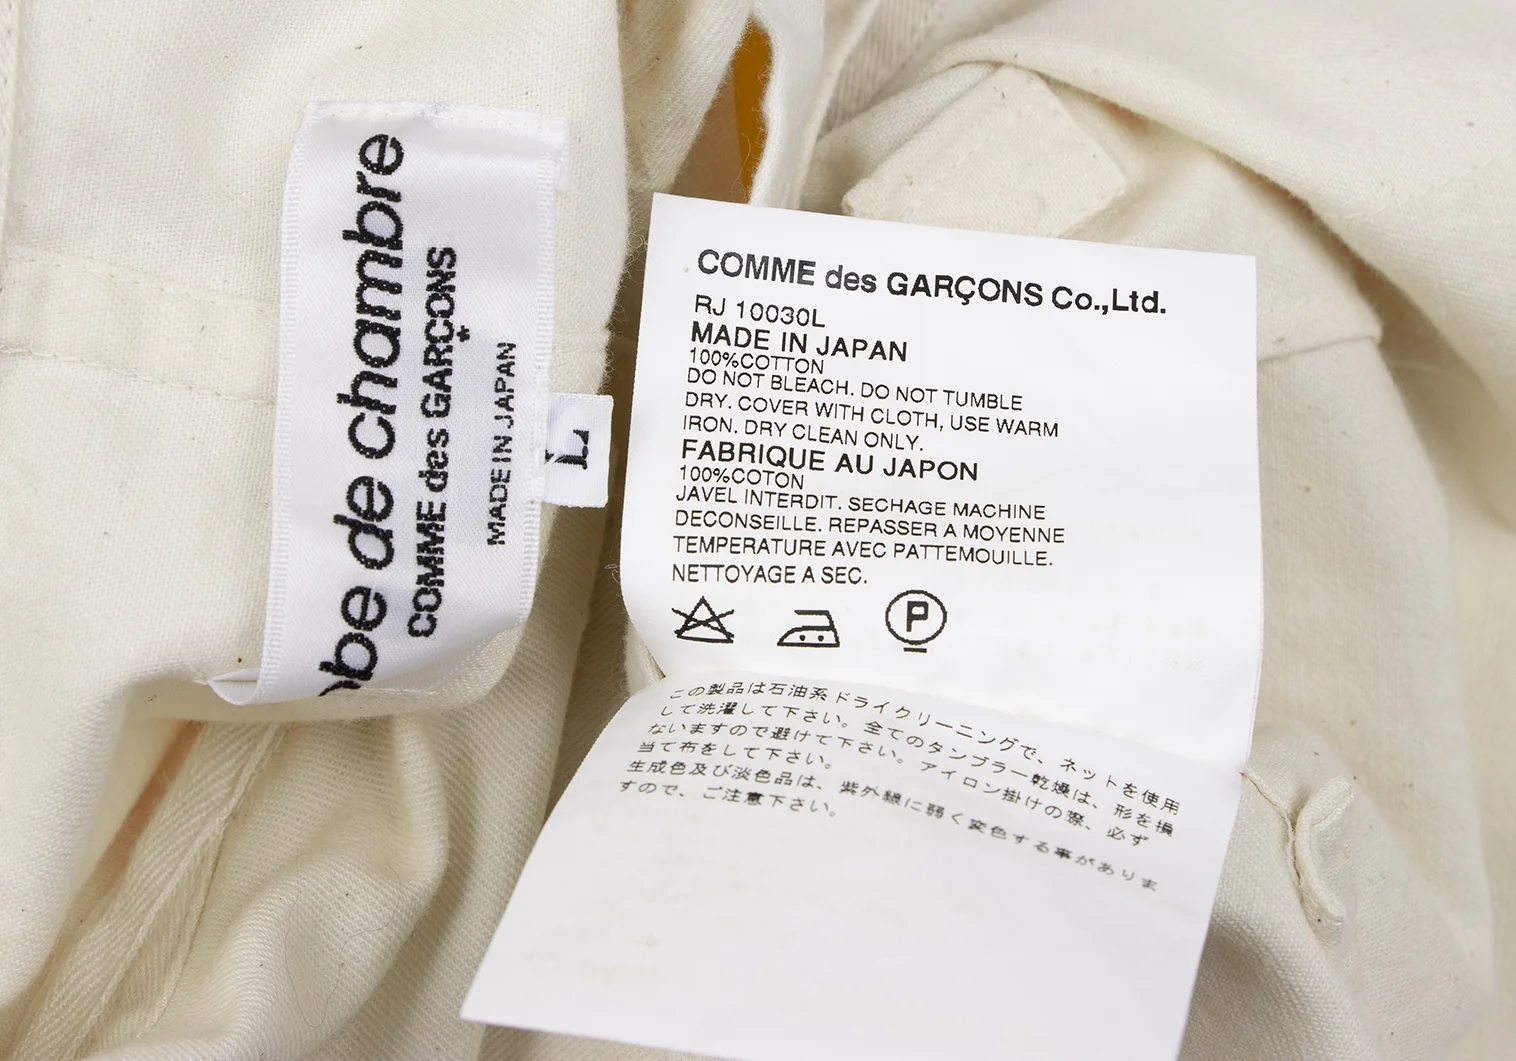 obe de chambre
COMME des GARÇONS
MADE IN JAPAN
L
COMME des GARÇONS Co.,Ltd.
RJ 10030L
MADE IN JAPAN
100%COTTON
DO NOT BLEACH. DO NOT TUMBLE
DRY. COVER WITH CLOTH, USE WARM
IRON. DRY CLEAN ONLY.
FABRIQUE AU JAPON
100%COTON
JAVEL INTERDIT. SECHAGE MACHINE
DECONSEILLE. REPASSER A MOYENNE
TEMPERATURE AVEC PATTEMOUILLE.
NETTOYAGE A SEC.
P
この製品は石油系ドライクリーニングで、ネットを使用
して洗濯して下さい。全てのタンブラー乾燥は、形を損
ないますので避けて下さい。アイロン掛けの際、必ず
当て布をして下さい。
生成色及び淡色品は、紫外線に弱く変色する事がありま
すので、ご注意下さい。